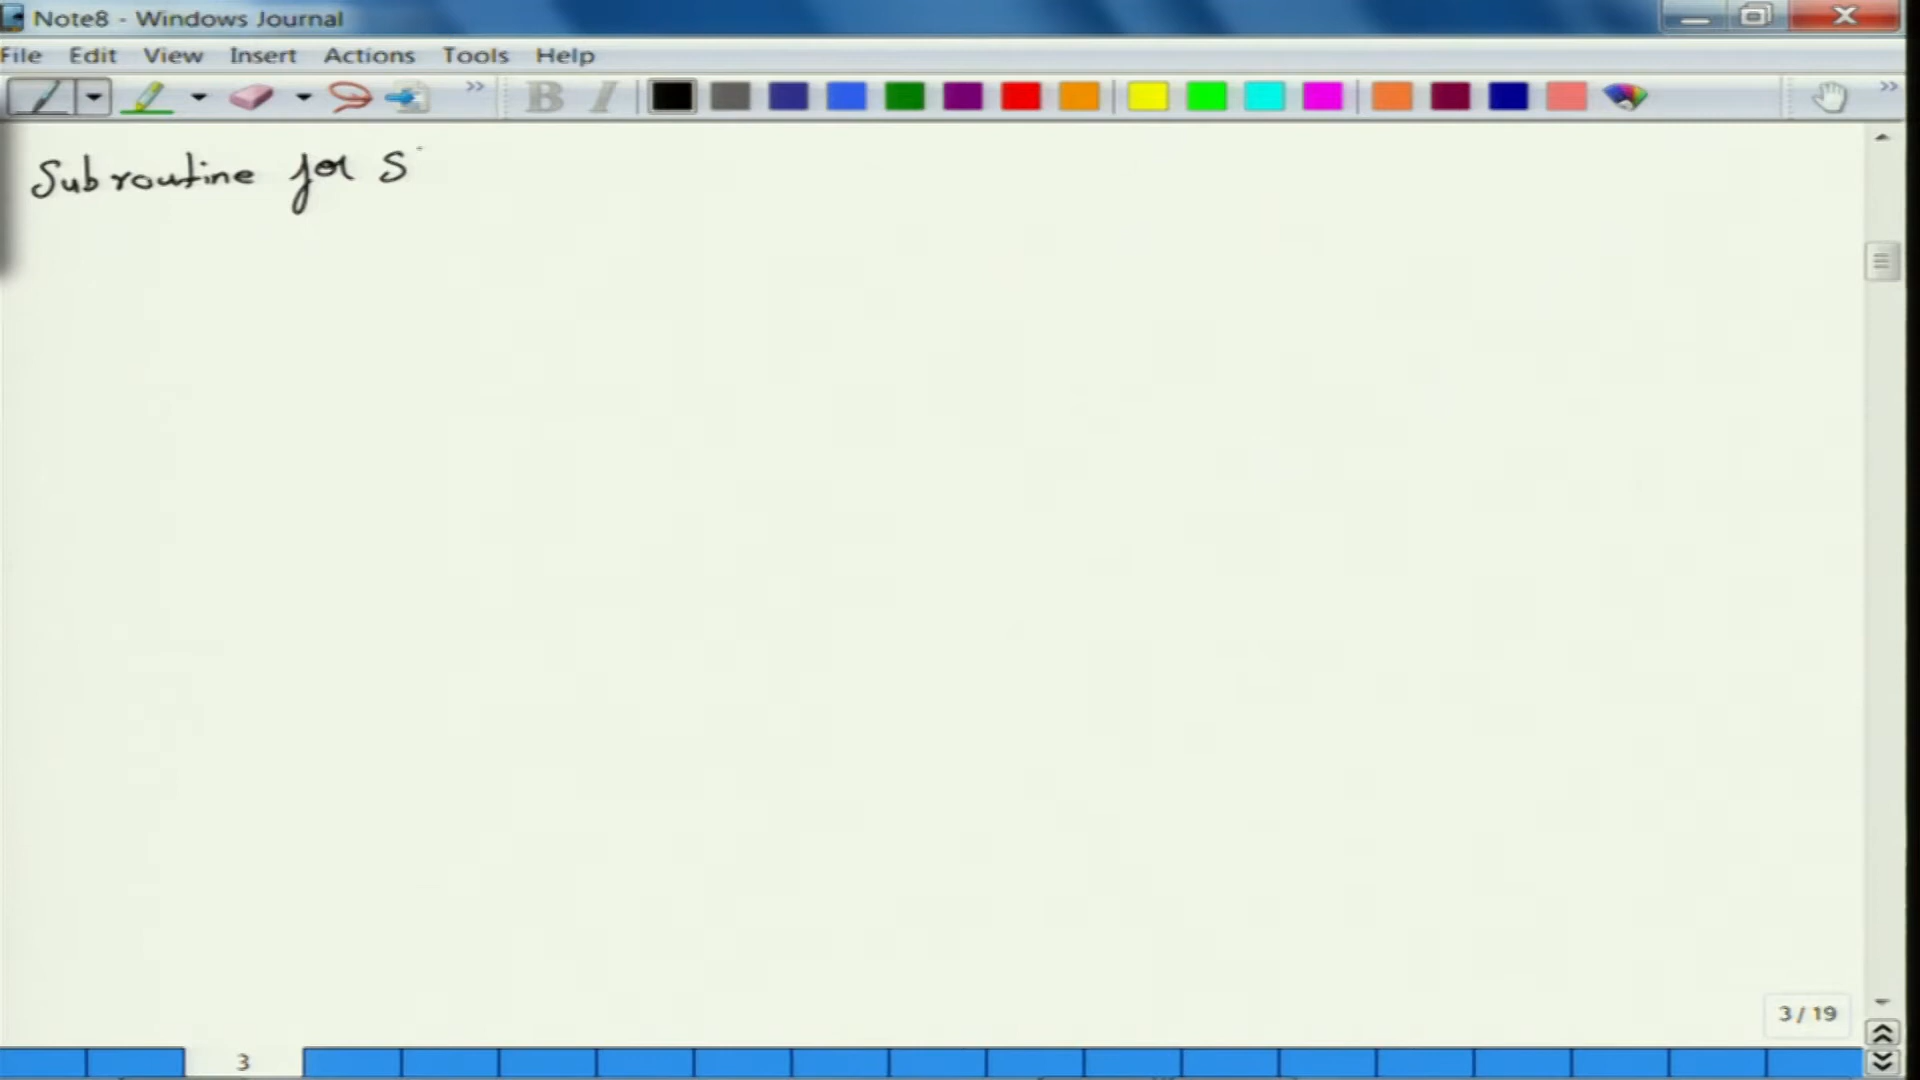 Note8 - Windows Journal
File Edit View Insert Actions Tools Help
B I
Subroutine for S
3 / 19
3